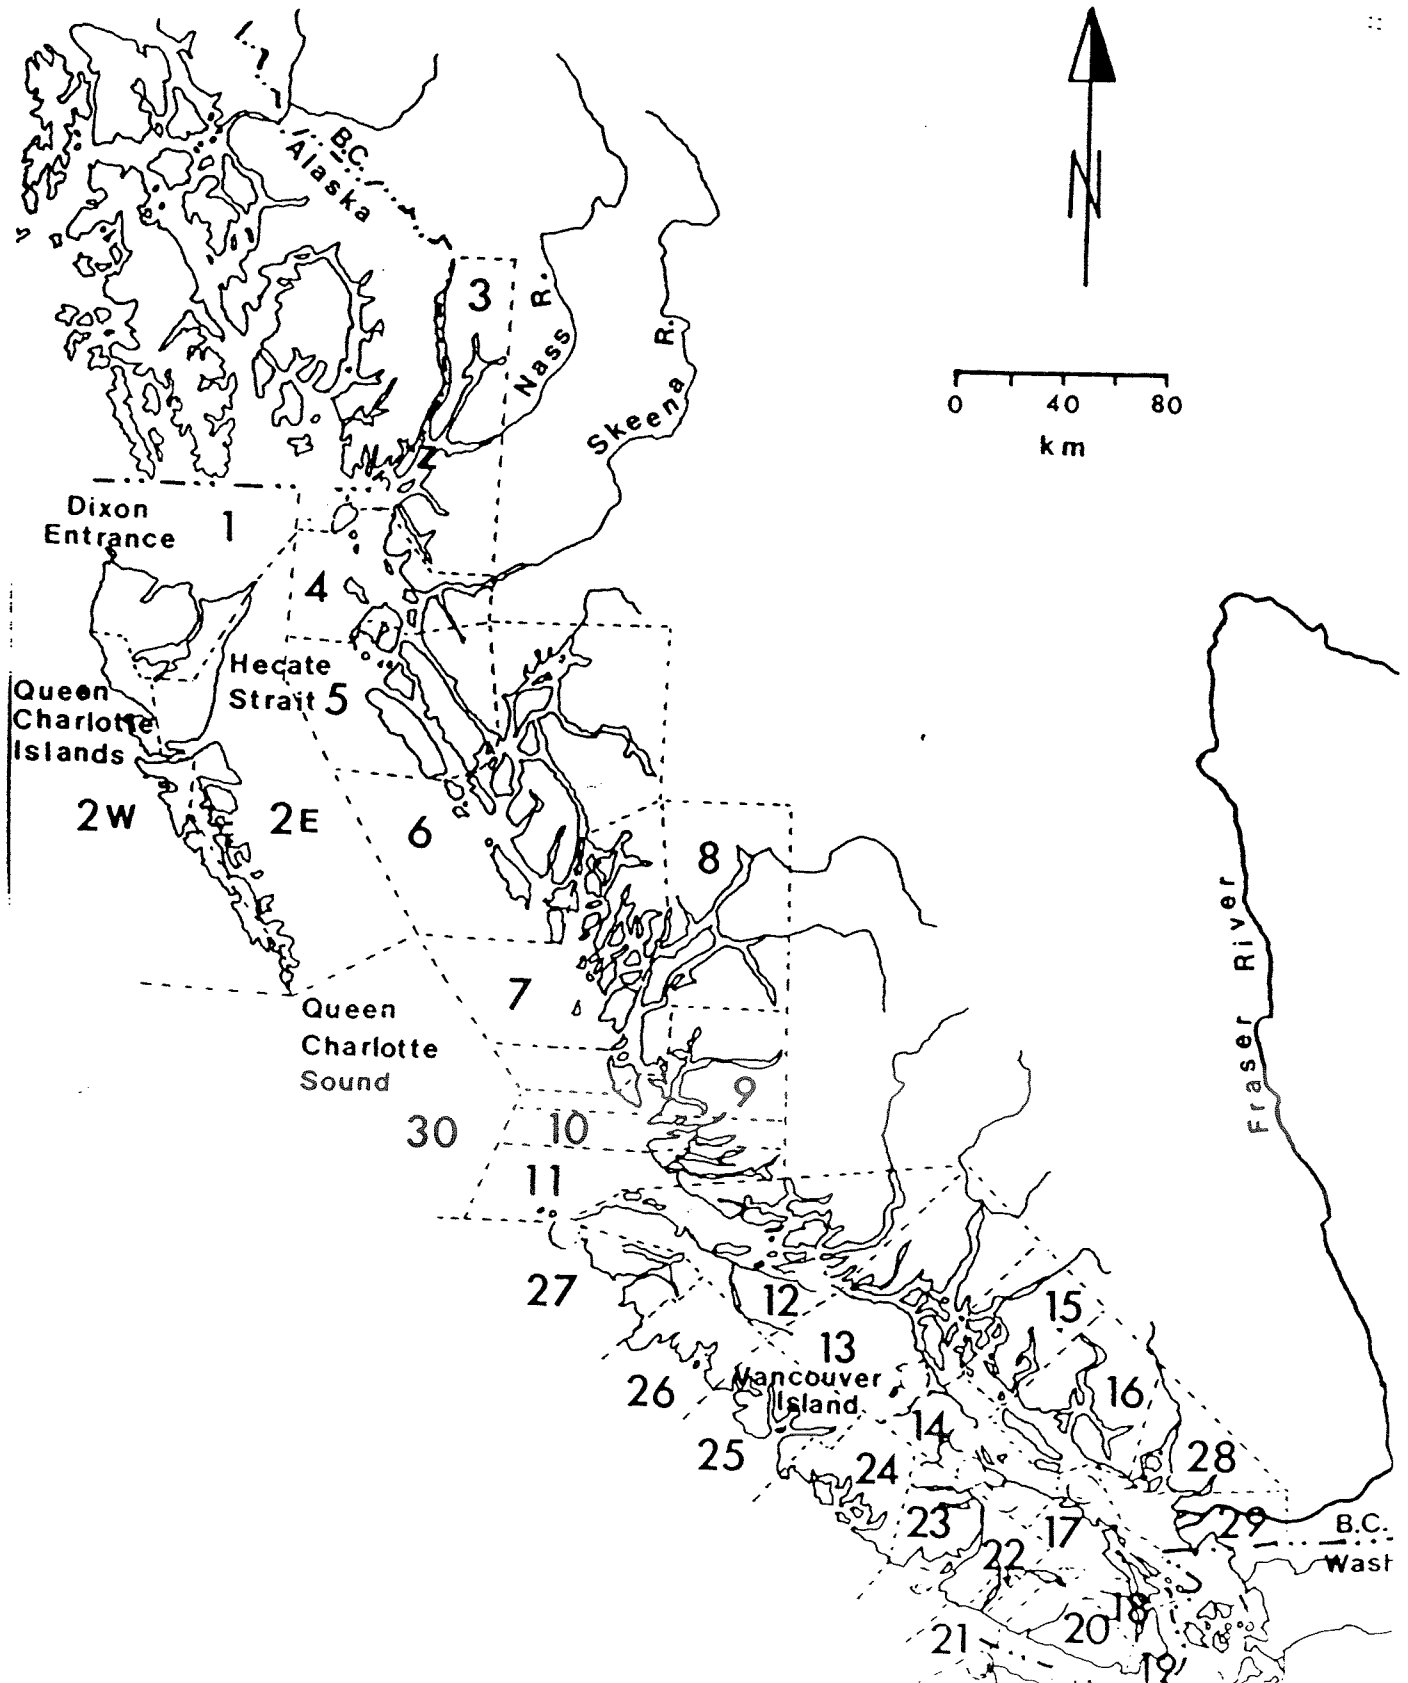 B.C.
Alaska
N
3
Nass R.
Skeena R.
0 40 80
km
Dixon
Entrance
1
4
Hecate
Strait
5
Queen
Charlotte
Islands
2W
2E
6
8
7
Queen
Charlotte
Sound
9
30
10
11
27
12
15
13
Vancouver
Island
26
16
14
25
24
28
23
17
29
B.C.
Wash
22
18
21
20
19
Fraser River